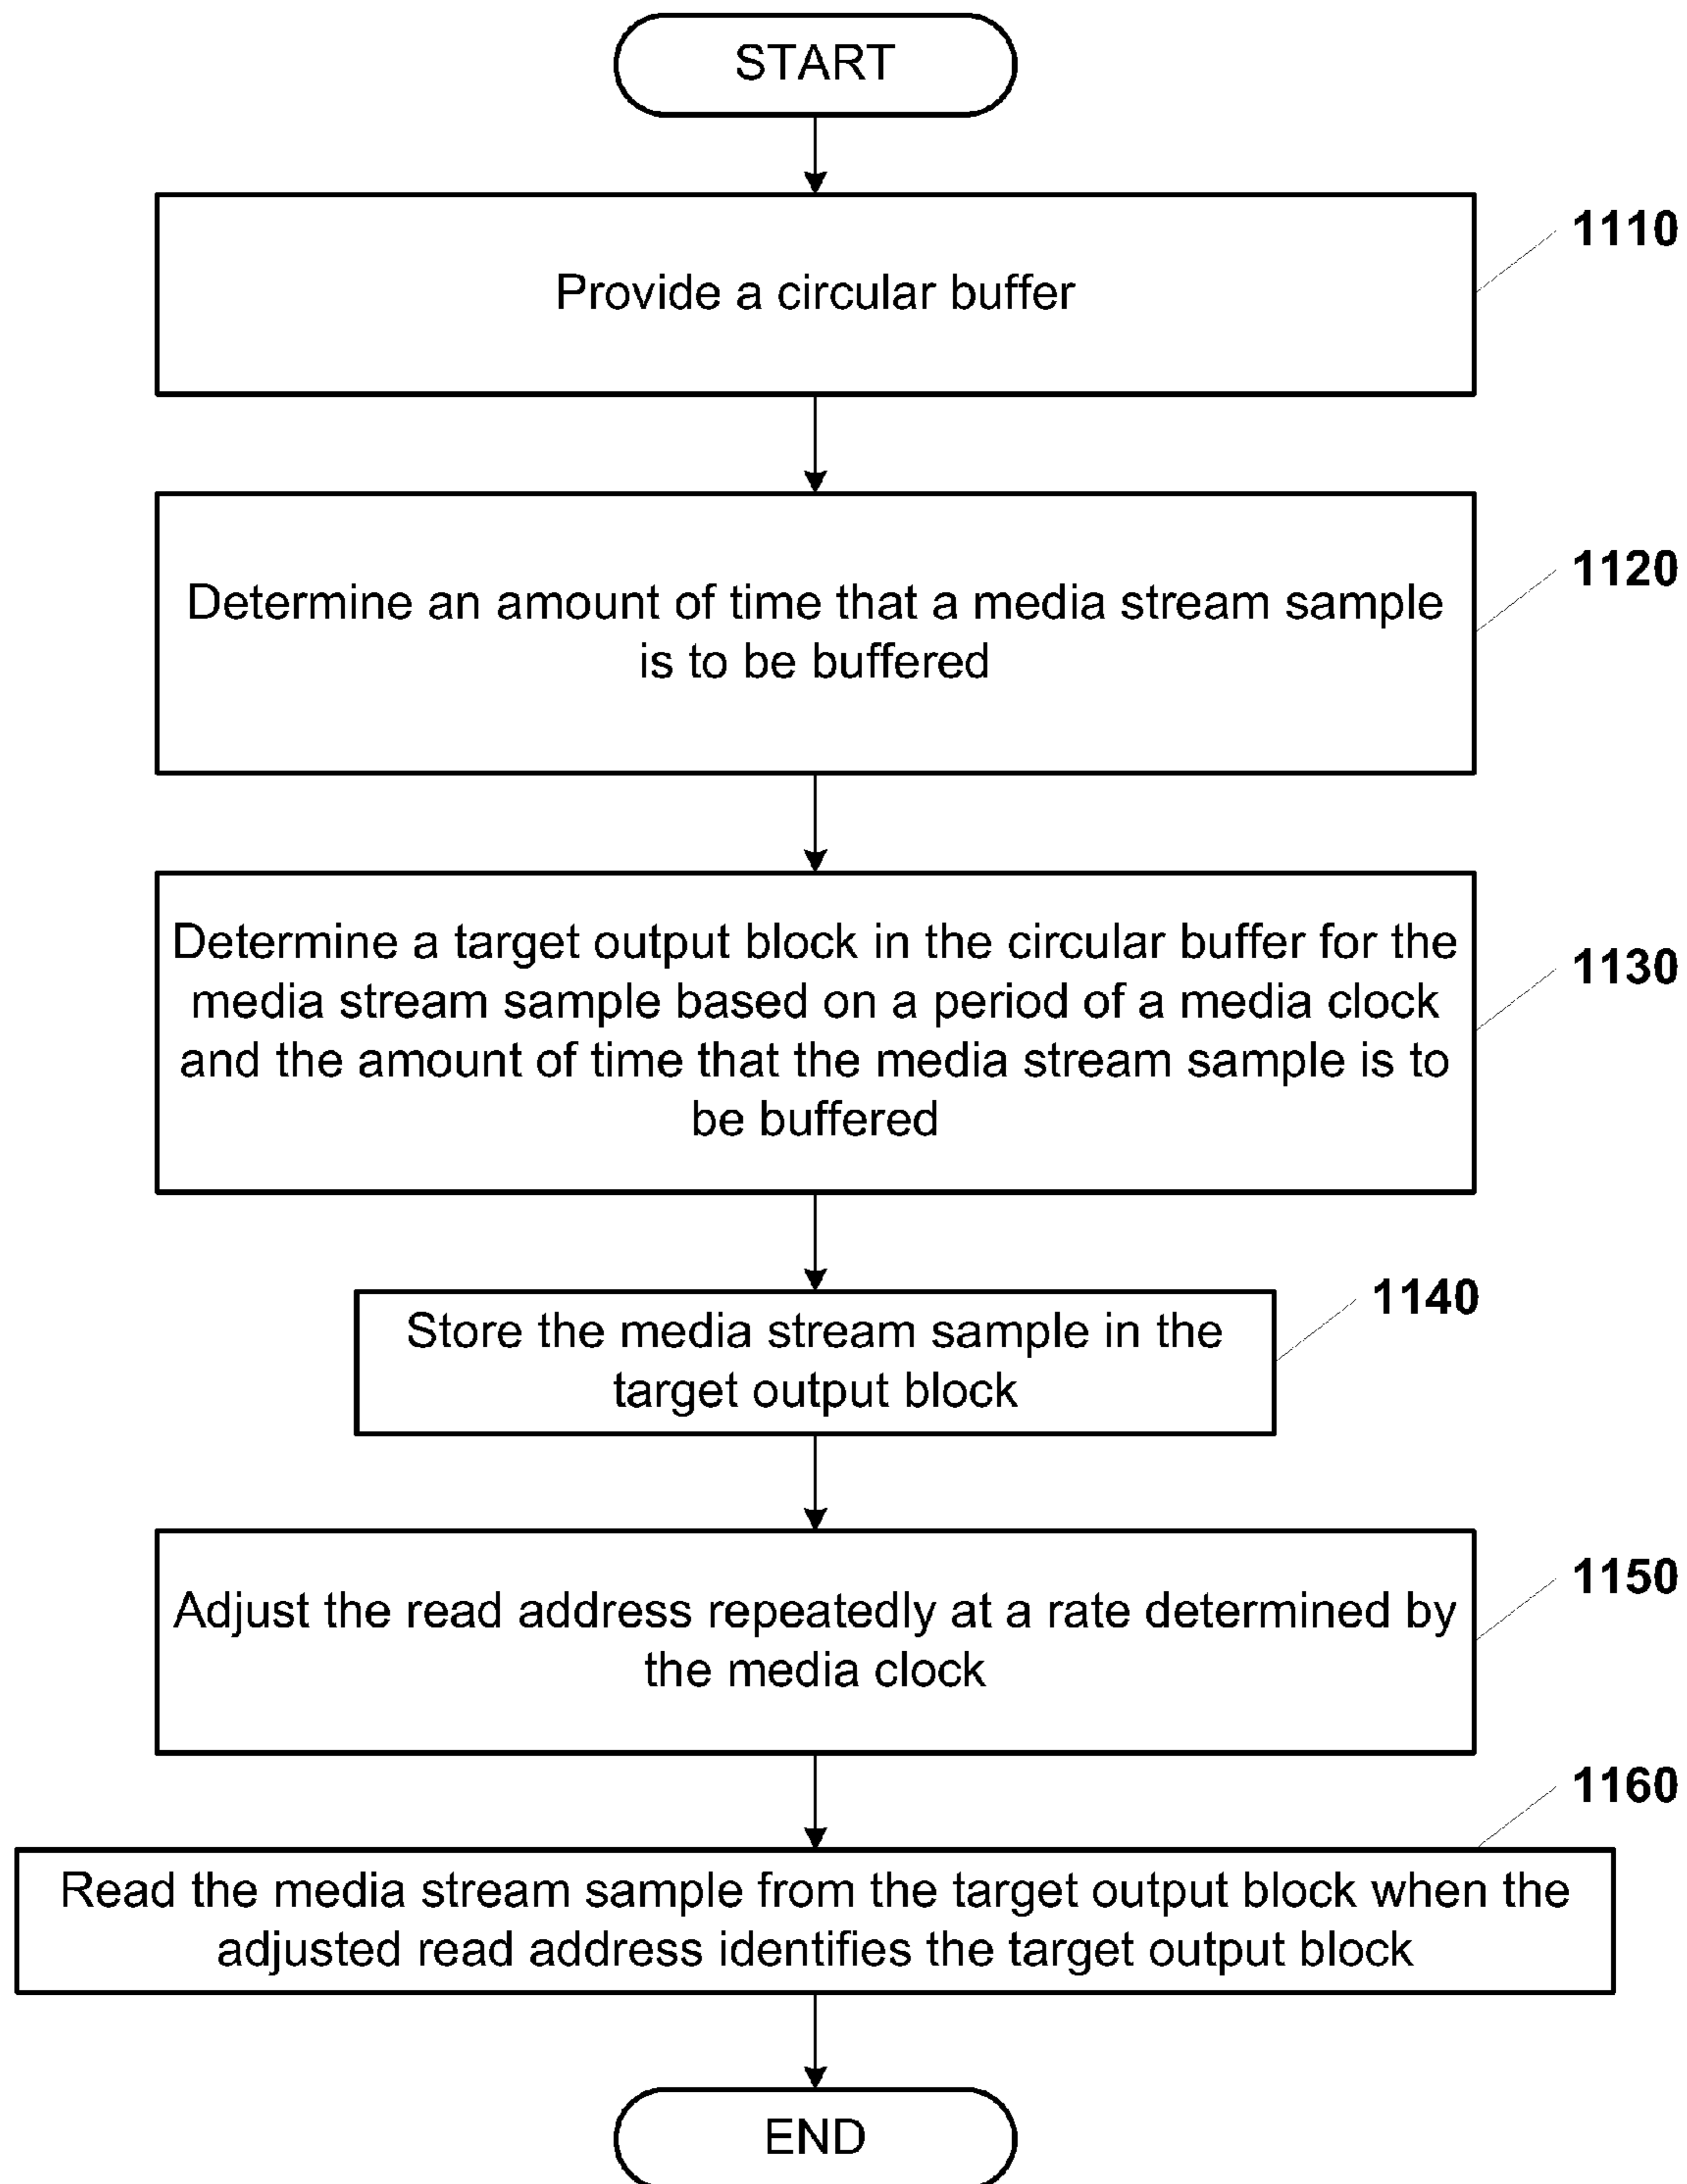 START
1110
Provide a circular buffer
1120
Determine an amount of time that a media stream sample
is to be buffered
1130
Determine a target output block in the circular buffer for the
media stream sample based on a period of a media clock
and the amount of time that the media stream sample is to
be buffered
1140
Store the media stream sample in the
target output block
1150
Adjust the read address repeatedly at a rate determined by
the media clock
1160
Read the media stream sample from the target output block when the
adjusted read address identifies the target output block
END